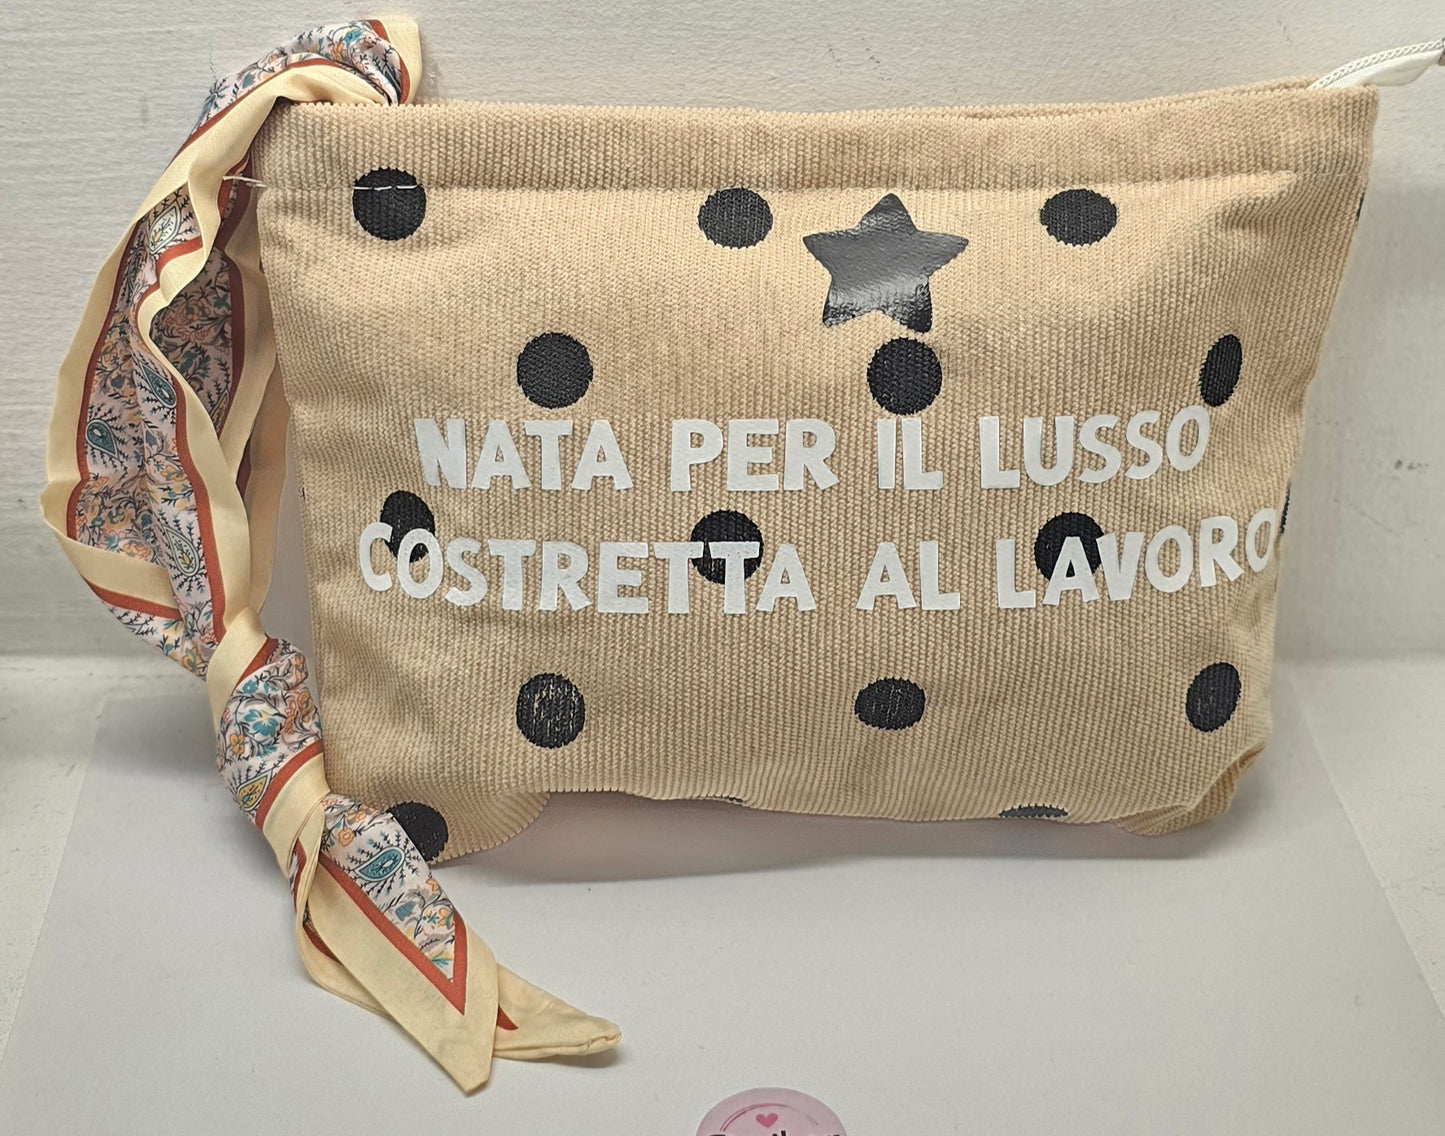 NATA PER IL LUSSO
COSTRETTA AL LAVORO